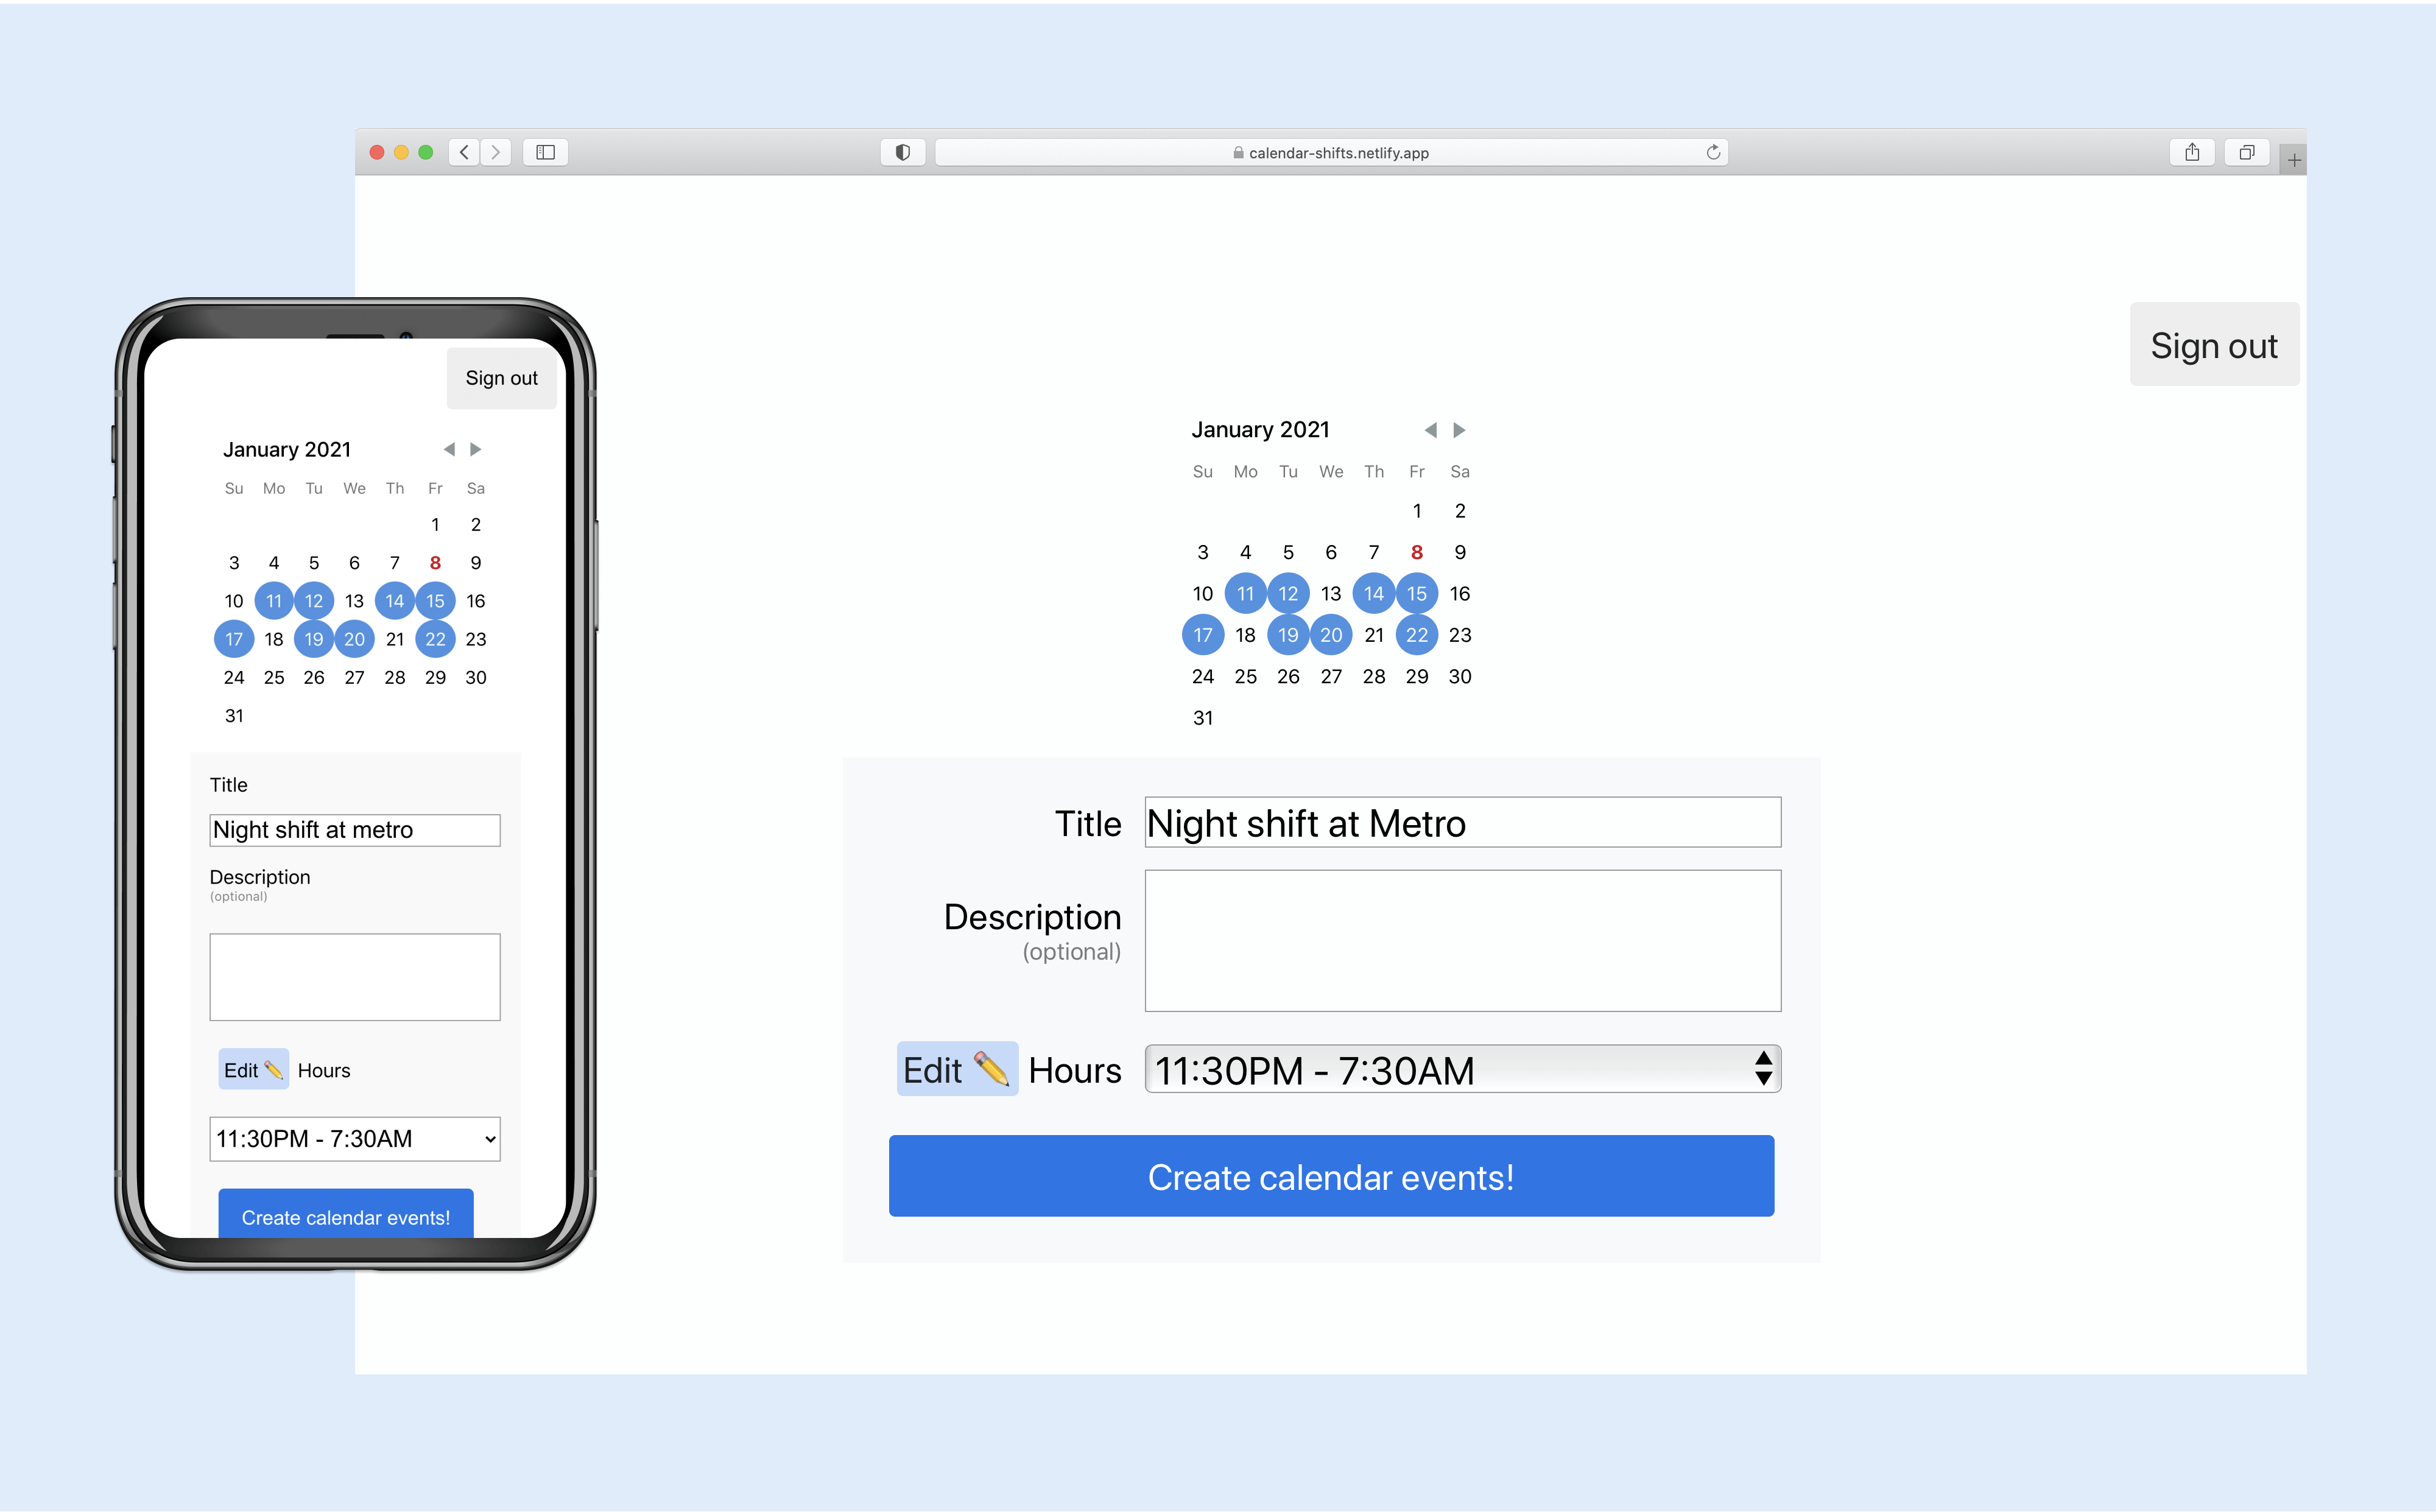 calendar-shifts.netlify.app
Sign out
January 2021
Su Mo Tu We Th Fr Sa
1 2
3 4 5 6 7 8 9
10 11 12 13 14 15 16
17 18 19 20 21 22 23
24 25 26 27 28 29 30
31
Title
Night shift at metro
Description
(optional)
Edit ✏️ Hours
11:30PM - 7:30AM
Create calendar events!
Sign out
January 2021
Su Mo Tu We Th Fr Sa
1 2
3 4 5 6 7 8 9
10 11 12 13 14 15 16
17 18 19 20 21 22 23
24 25 26 27 28 29 30
31
Title Night shift at Metro
Description
(optional)
Edit ✏️ Hours 11:30PM - 7:30AM
Create calendar events!